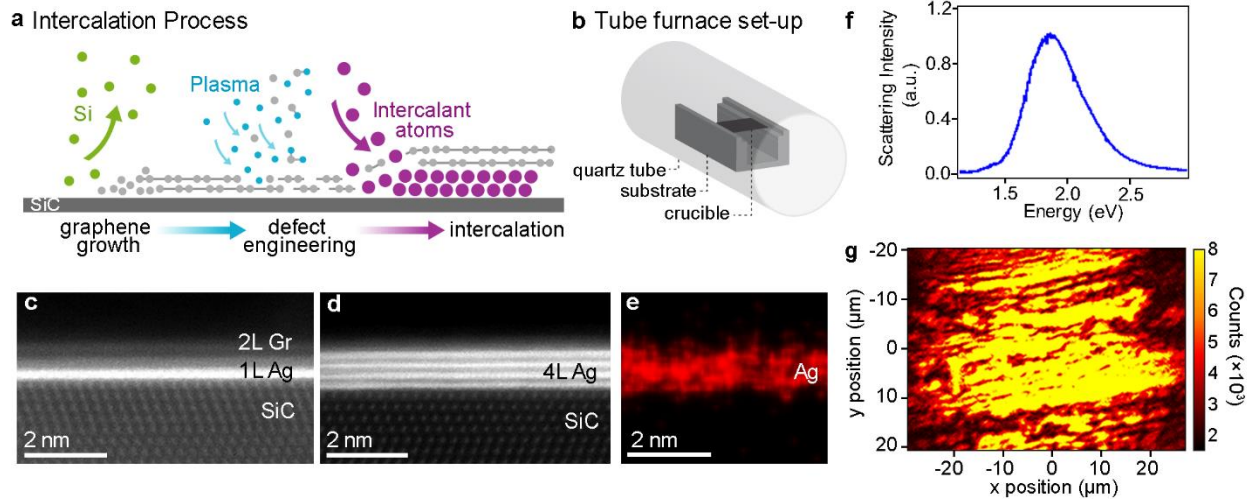 a Intercalation Process
Si
Plasma
Intercalant
atoms
SiC
graphene
growth
defect
engineering
intercalation
b Tube furnace set-up
quartz tube
substrate
crucible
f
Scattering Intensity
(a.u.)
1.2
0.8
0.4
0.0
1.5 2.0 2.5
Energy (eV)
c
2L Gr
1L Ag
SiC
2 nm
d
4L Ag
SiC
2 nm
e
Ag
2 nm
g
y position (µm)
-20
-10
0
10
20
-20 -10 0 10 20
x position (µm)
8
7
6
5
4
3
2
Counts (×10³)